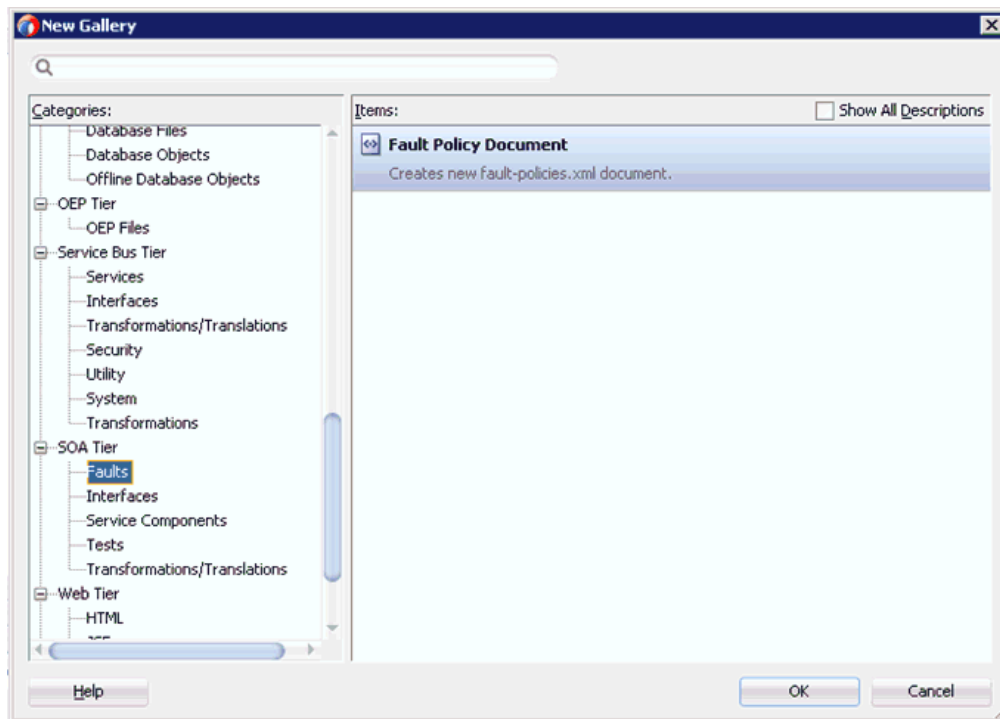 New Gallery
Categories:
Database Files
Database Objects
Offline Database Objects
OEP Tier
OEP Files
Service Bus Tier
Services
Interfaces
Transformations/Translations
Security
Utility
System
Transformations
SOA Tier
Faults
Interfaces
Service Components
Tests
Transformations/Translations
Web Tier
HTML
Items:
Show All Descriptions
Fault Policy Document
Creates new fault-policies.xml document.
Help
OK
Cancel